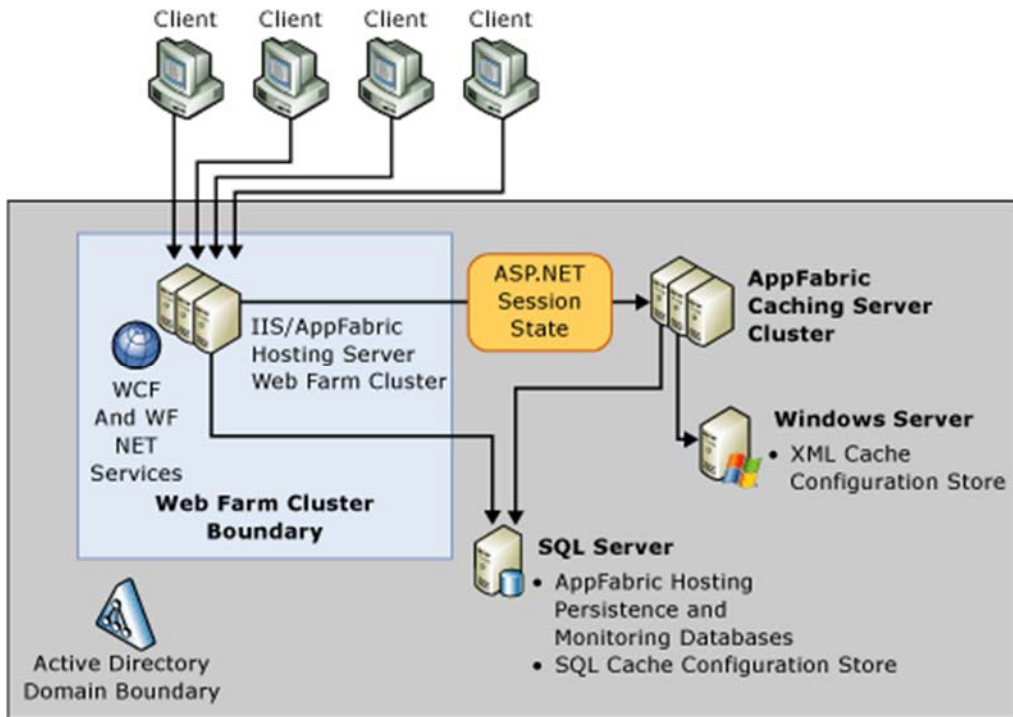 Client
Client
Client
Client
ASP.NET
Session
State
AppFabric
Caching Server
Cluster
IIS/AppFabric
Hosting Server
Web Farm Cluster
WCF
And WF
NET
Services
Web Farm Cluster
Boundary
Windows Server
• XML Cache
Configuration Store
SQL Server
• AppFabric Hosting
Persistence and
Monitoring Databases
• SQL Cache Configuration Store
Active Directory
Domain Boundary